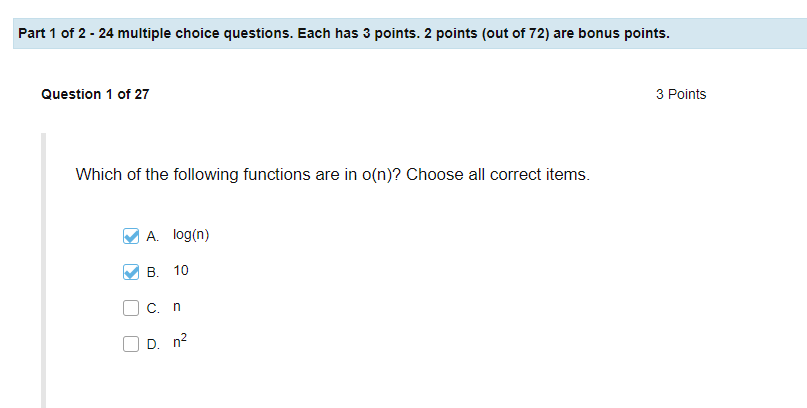 Part 1 of 2 - 24 multiple choice questions. Each has 3 points. 2 points (out of 72) are bonus points.
Question 1 of 27 3 Points
Which of the following functions are in o(n)? Choose all correct items.
A. log(n)
B. 10
C. n
D. n²